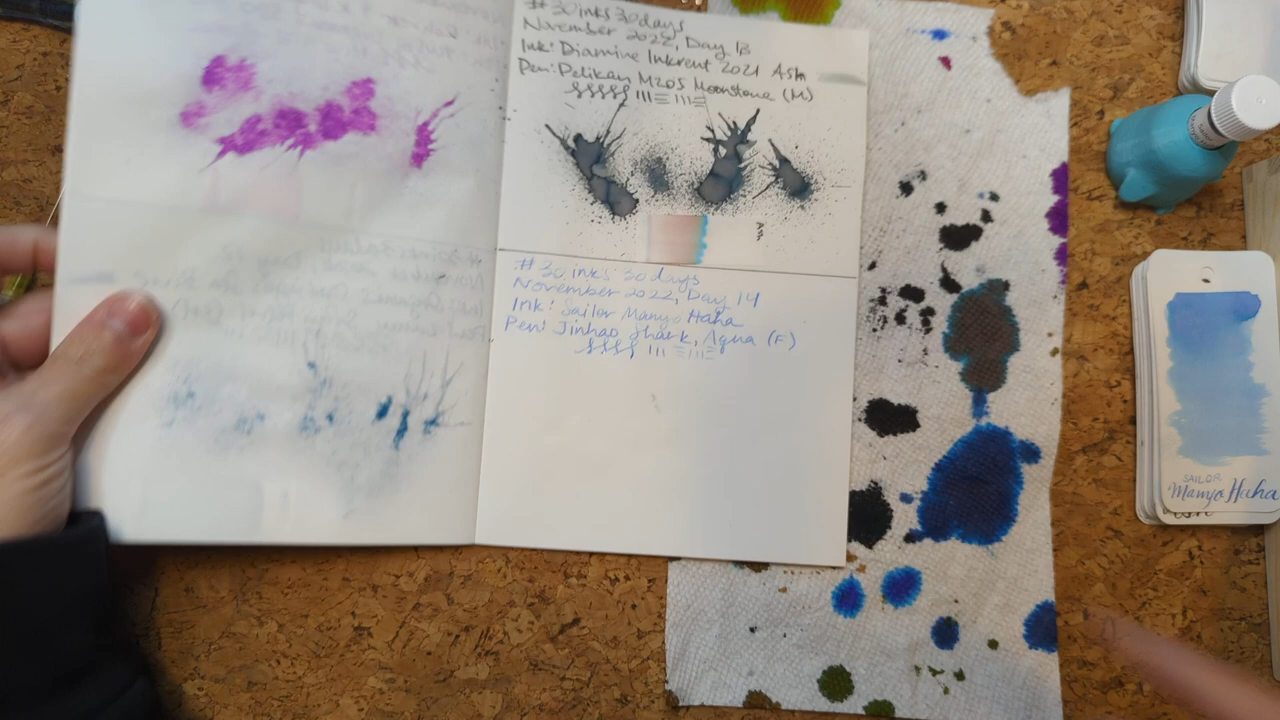 #30inks30days
November 2022, Day 13
Ink: Diamine Inkvent 2021 Ash
Pen: Pelikan M205 Moonstone (M)
Ash
#30inks30days
November 2022, Day 14
Ink: Sailor Manyo Haha
Pen: Jinhao Shark, Aqua (F)
SAILOR
Manyo Haha